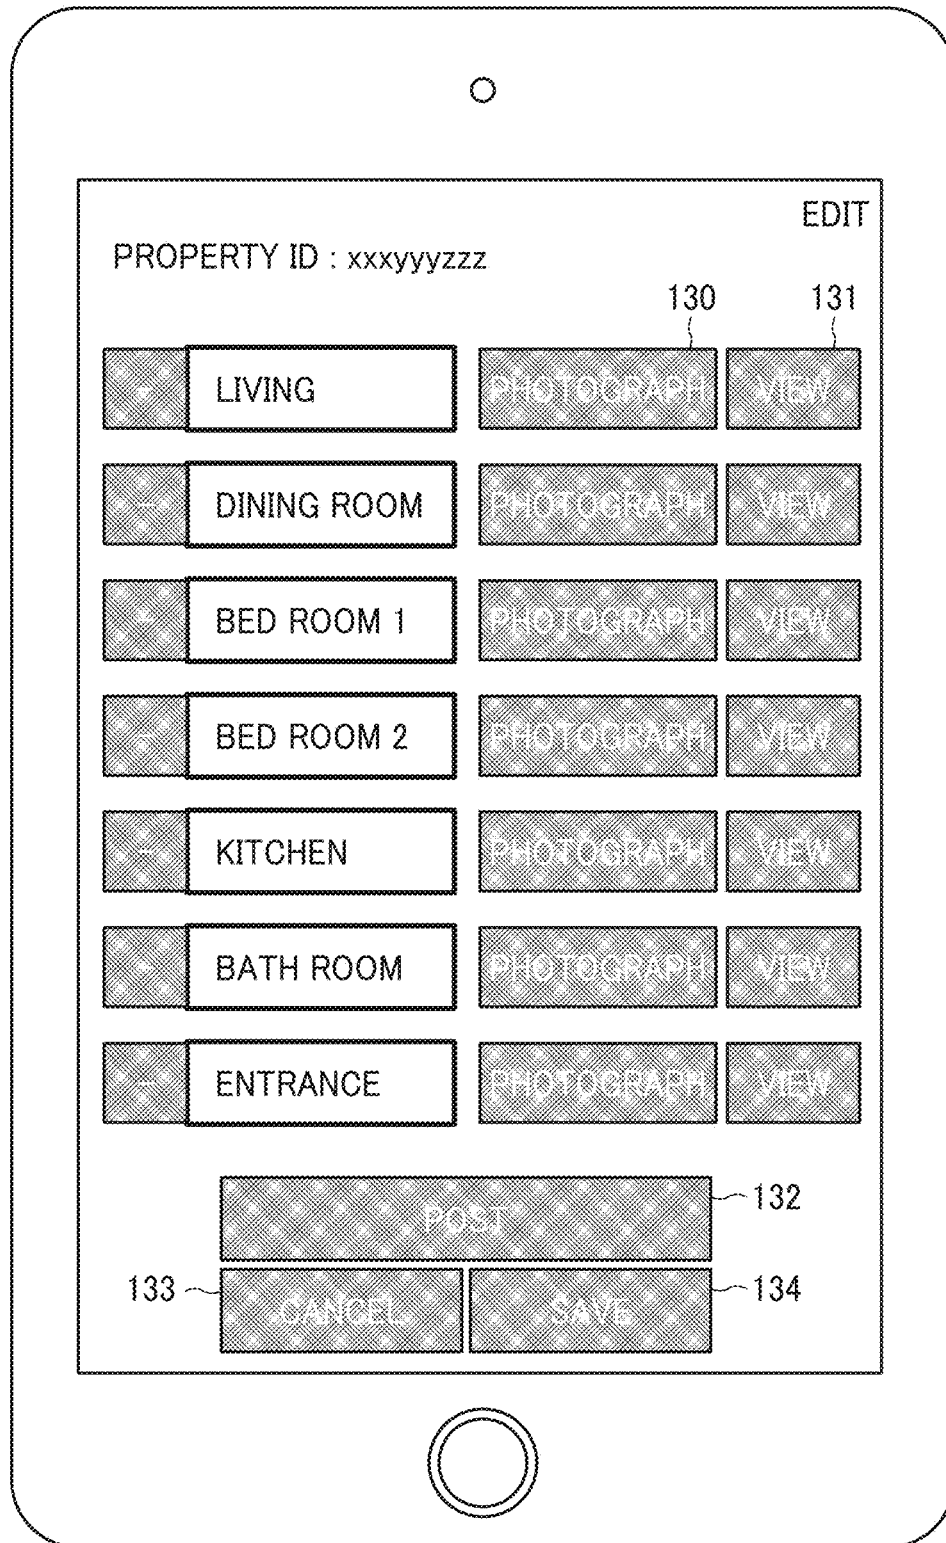 EDIT
PROPERTY ID : xxxyyyzzz
130 131
- LIVING PHOTOGRAPH VIEW
- DINING ROOM PHOTOGRAPH VIEW
- BED ROOM 1 PHOTOGRAPH VIEW
- BED ROOM 2 PHOTOGRAPH VIEW
- KITCHEN PHOTOGRAPH VIEW
- BATH ROOM PHOTOGRAPH VIEW
- ENTRANCE PHOTOGRAPH VIEW
POST 132
133 CANCEL SAVE 134